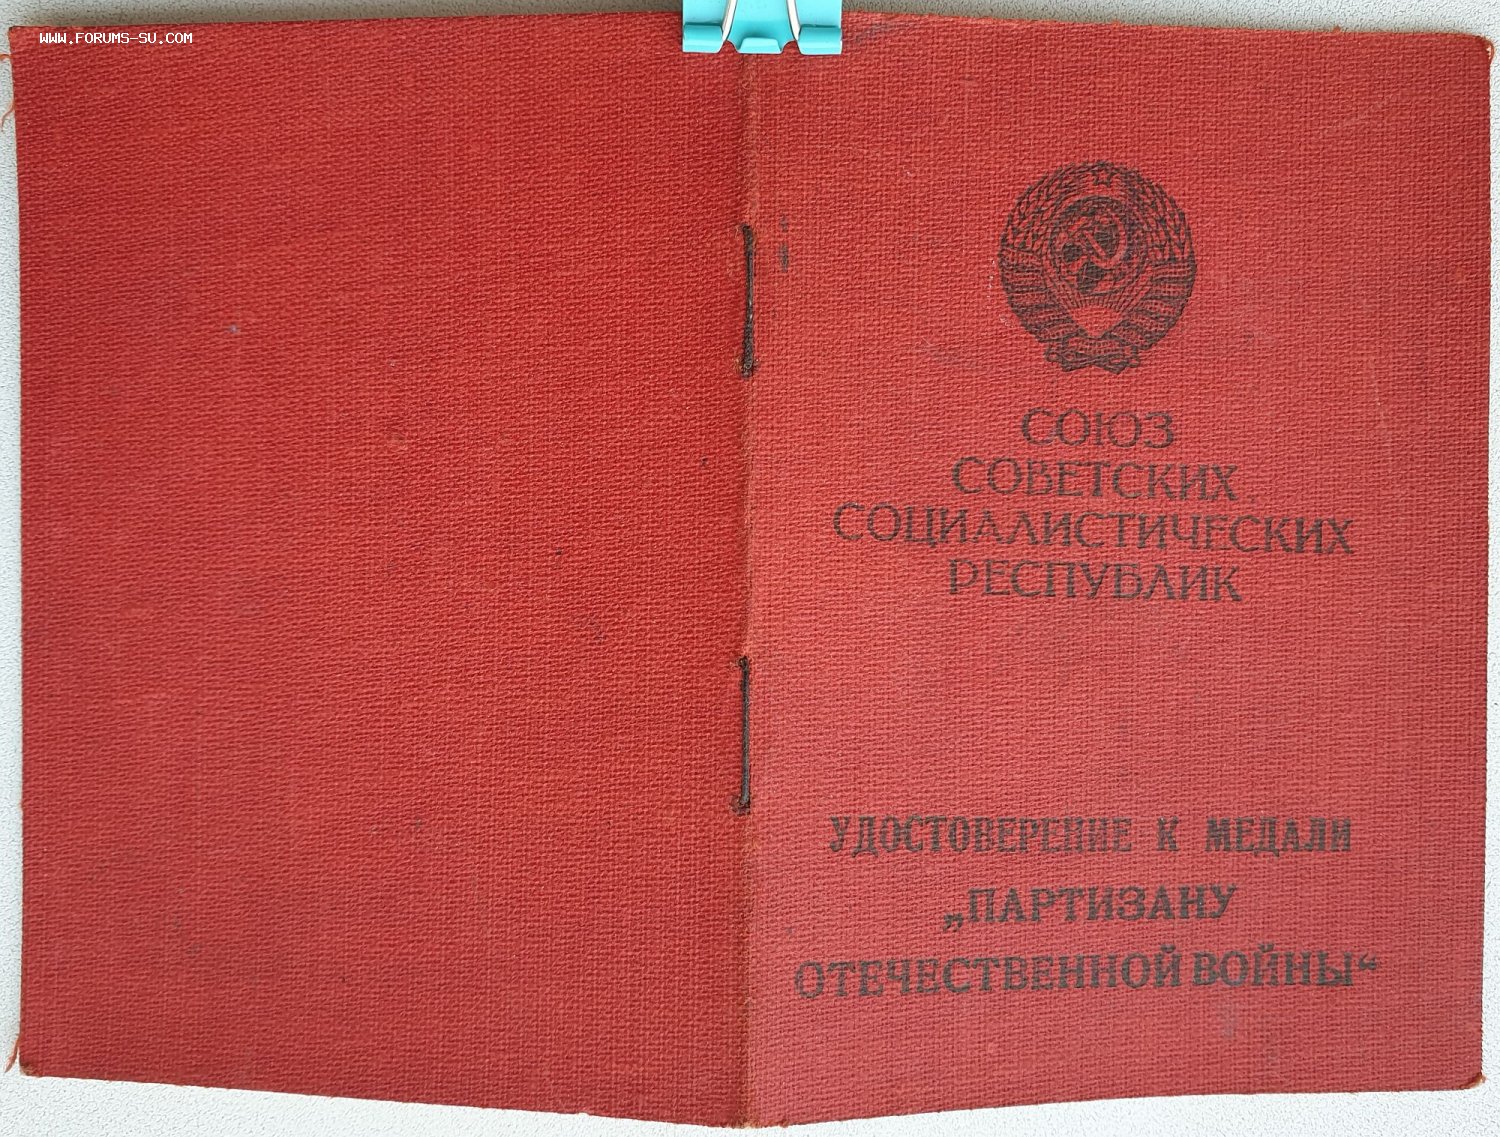 WWW.FORUMS-SU.COM
СОЮЗ
СОВЕТСКИХ
СОЦИАЛИСТИЧЕСКИХ
РЕСПУБЛИК
УДОСТОВЕРЕНИЕ К МЕДАЛИ
„ПАРТИЗАНУ
ОТЕЧЕСТВЕННОЙ ВОЙНЫ“